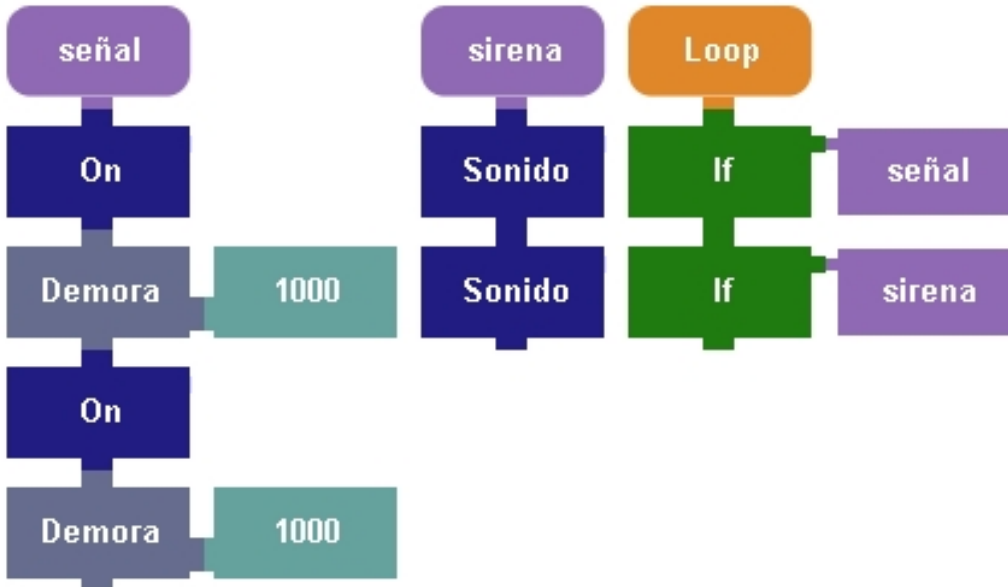 señal
On
Demora 1000
On
Demora 1000
sirena
Sonido
Sonido
Loop
If señal
If sirena